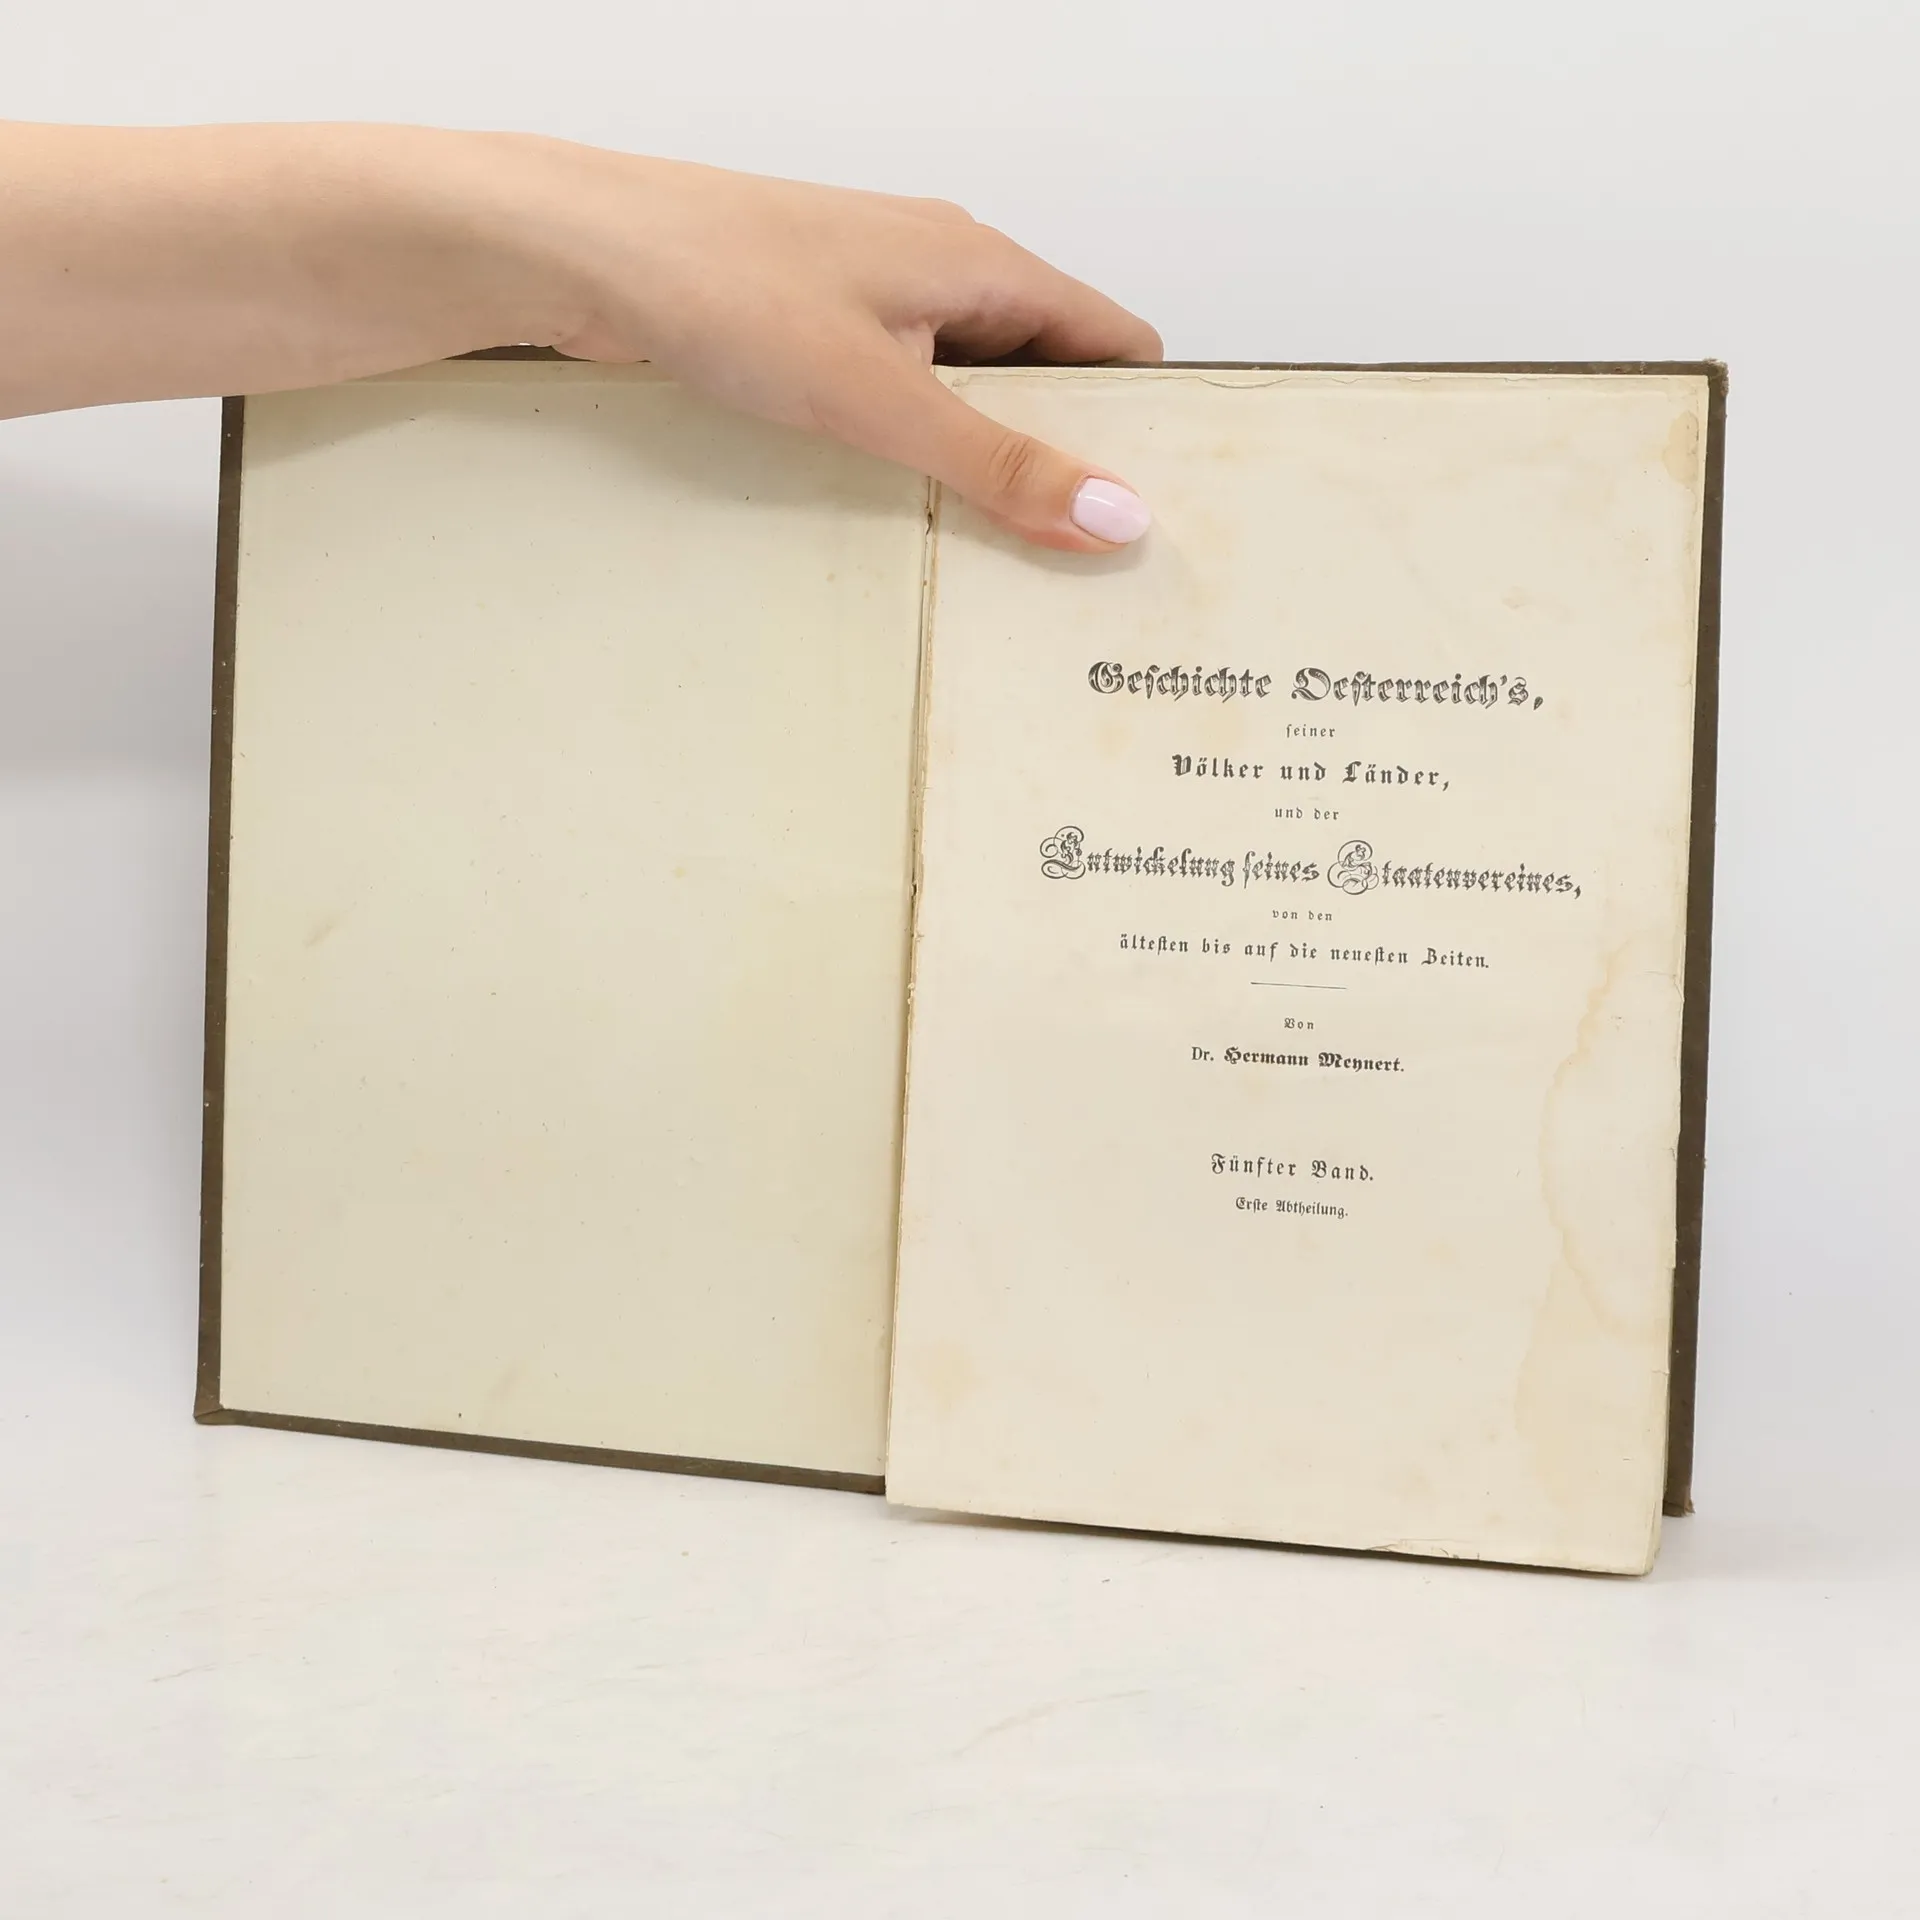 Geschichte Oesterreich's,
seiner
Völker und Länder,
und der
Entwickelung seines Staatenvereines,
von den
ältesten bis auf die neuesten Zeiten.
Von
Dr. Hermann Meynert.
Fünfter Band.
Erste Abtheilung.